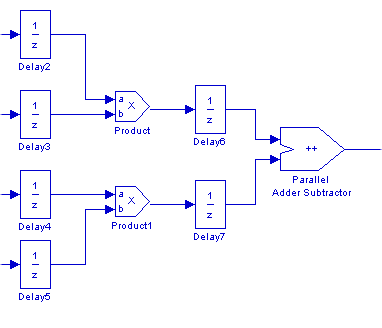 1
z
Delay2
1
z
Delay3
a
b
x
Product
1
z
Delay6
++
Parallel
Adder Subtractor
1
z
Delay4
a
b
x
Product1
1
z
Delay7
1
z
Delay5